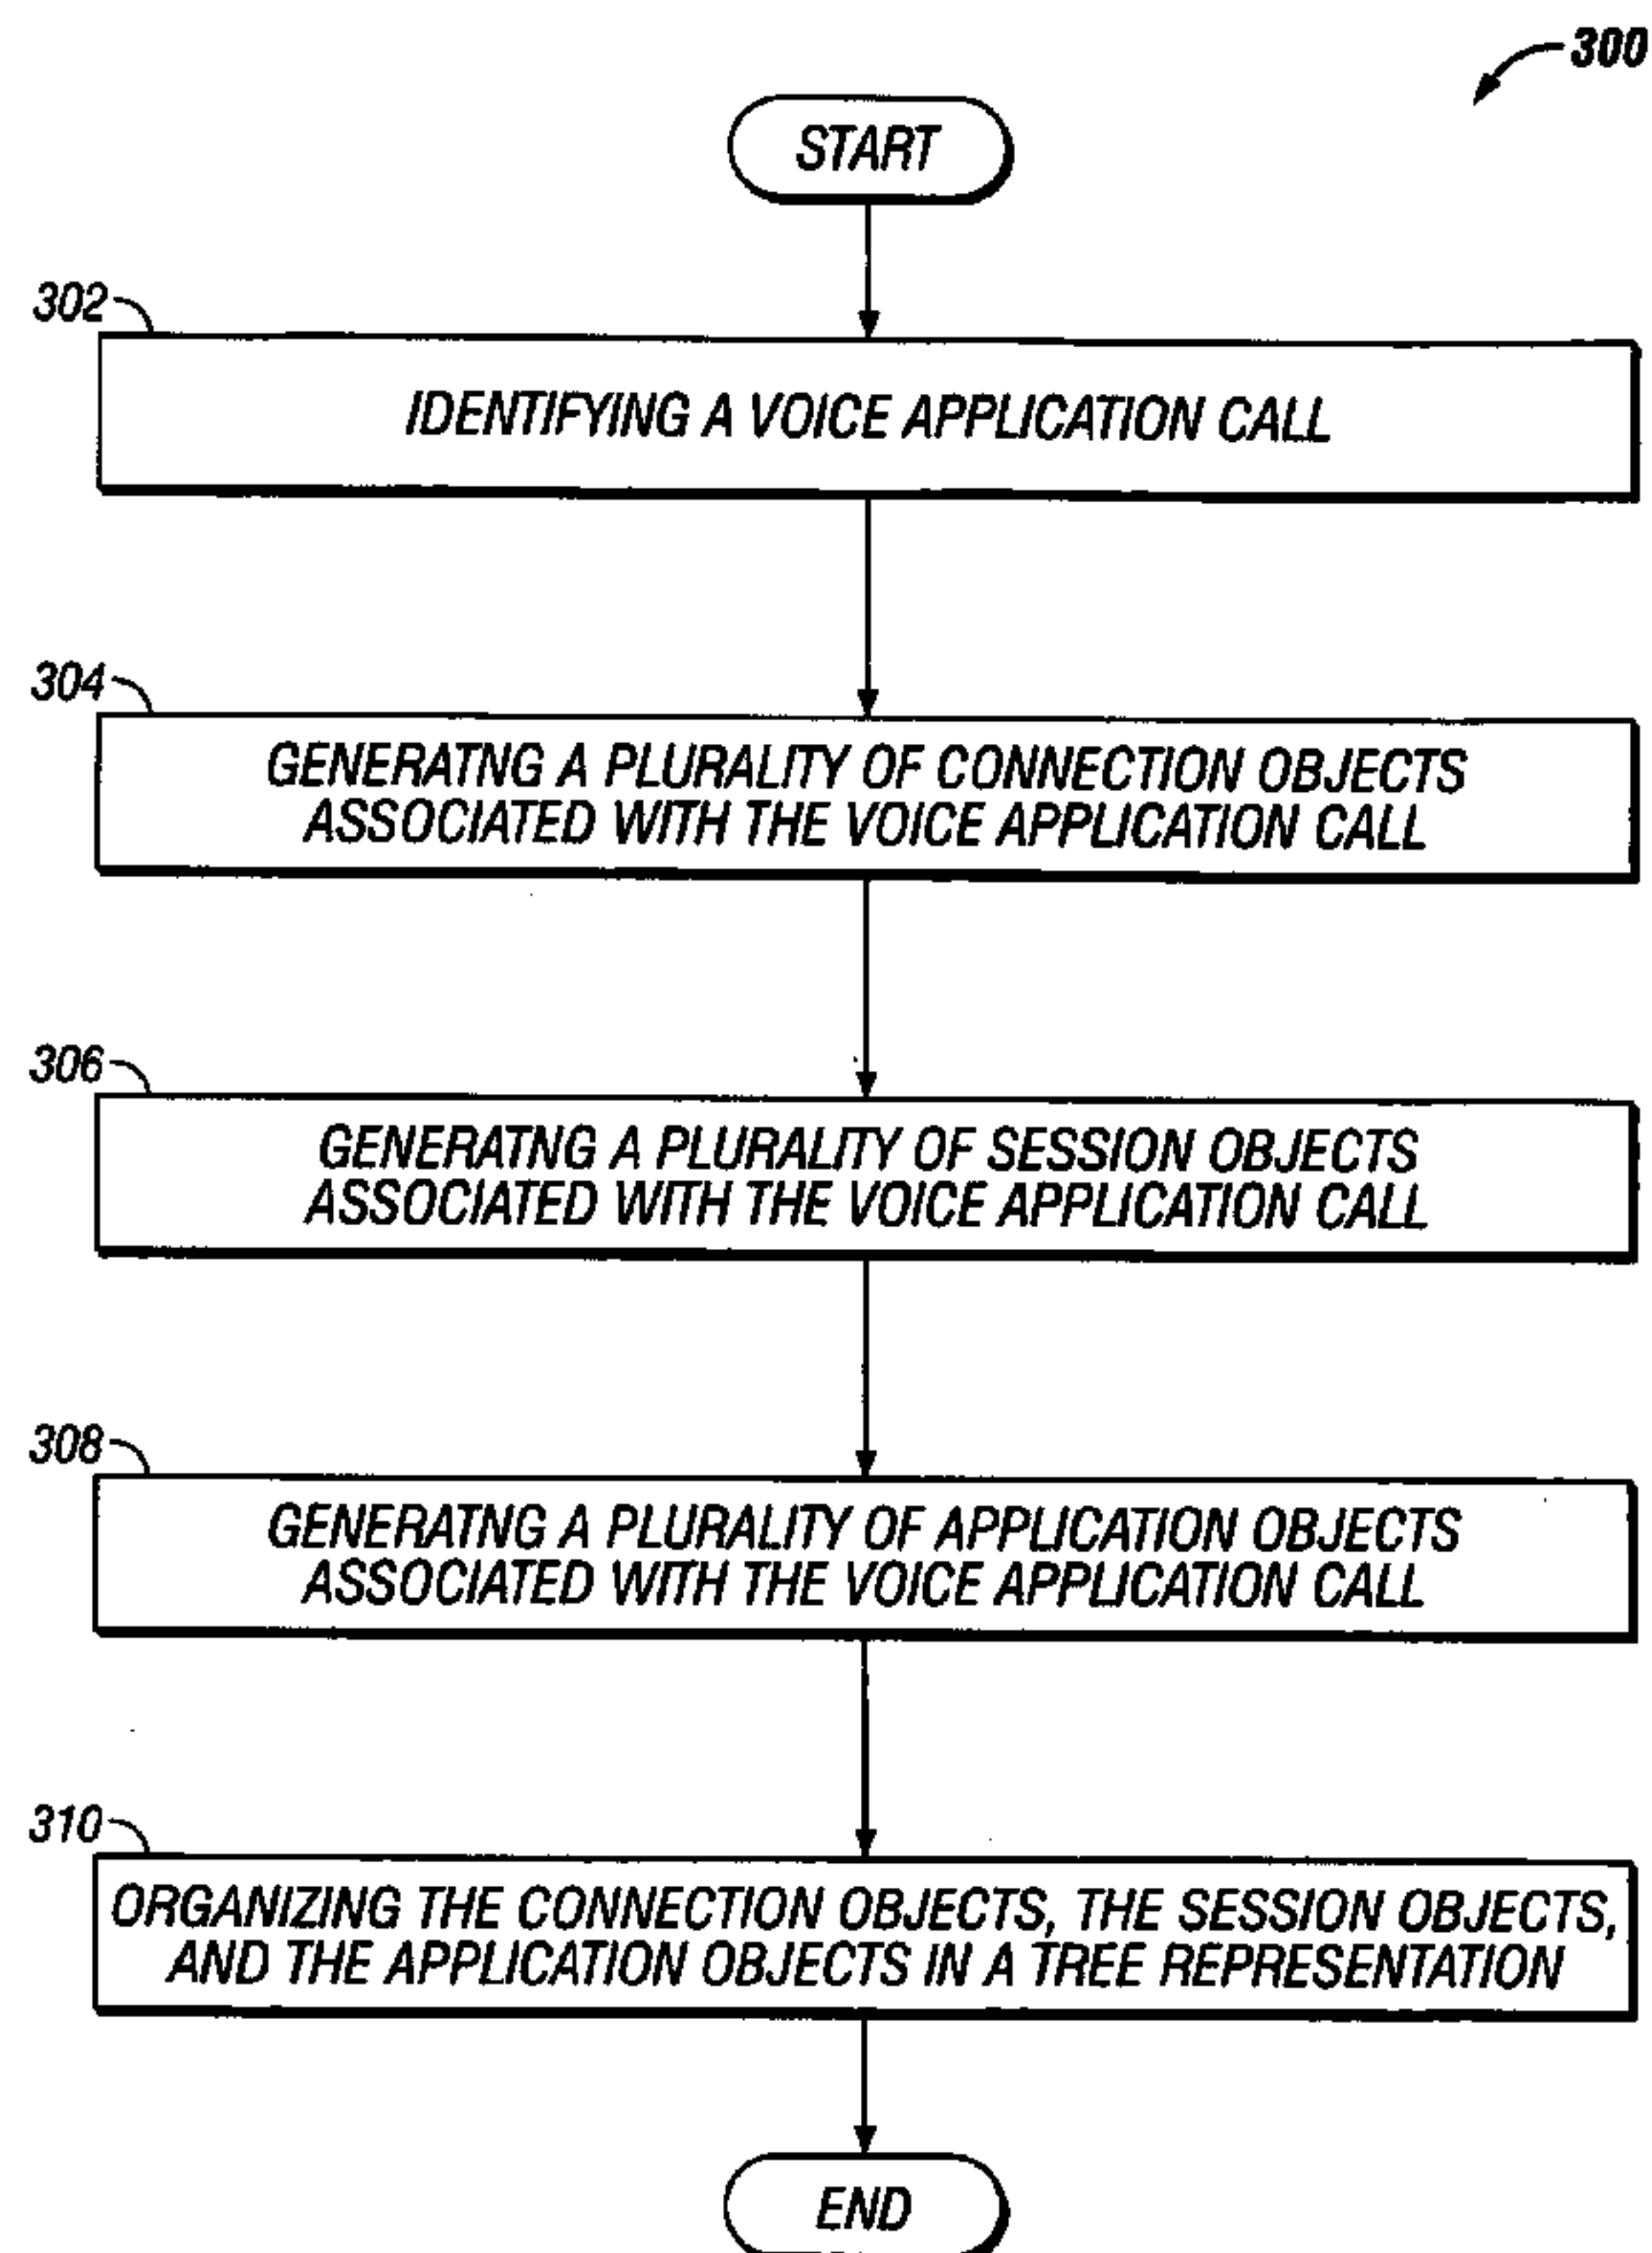 300
START
302
IDENTIFYING A VOICE APPLICATION CALL
304
GENERATNG A PLURALITY OF CONNECTION OBJECTS
ASSOCIATED WITH THE VOICE APPLICATION CALL
306
GENERATNG A PLURALITY OF SESSION OBJECTS
ASSOCIATED WITH THE VOICE APPLICATION CALL
308
GENERATNG A PLURALITY OF APPLICATION OBJECTS
ASSOCIATED WITH THE VOICE APPLICATION CALL
310
ORGANIZING THE CONNECTION OBJECTS, THE SESSION OBJECTS,
AND THE APPLICATION OBJECTS IN A TREE REPRESENTATION
END